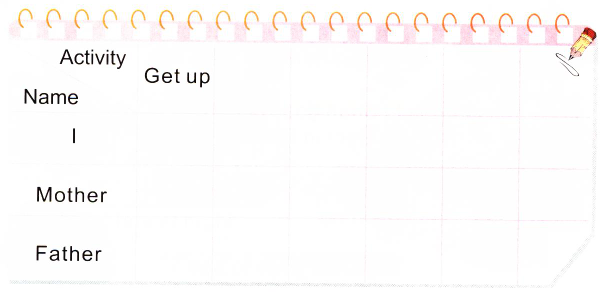 Activity
Get up
Name
I
Mother
Father